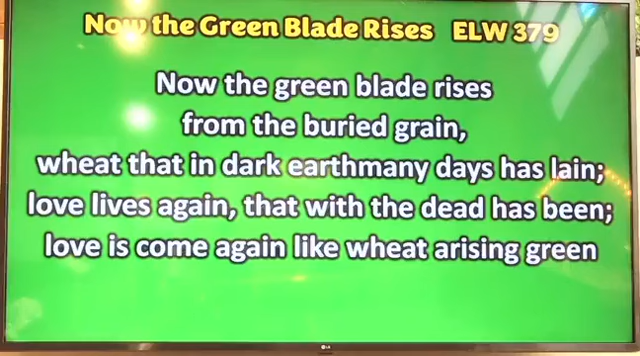 Now the Green Blade Rises ELW 379
Now the green blade rises
from the buried grain,
wheat that in dark earthmany days has lain;
love lives again, that with the dead has been;
love is come again like wheat arising green
LG